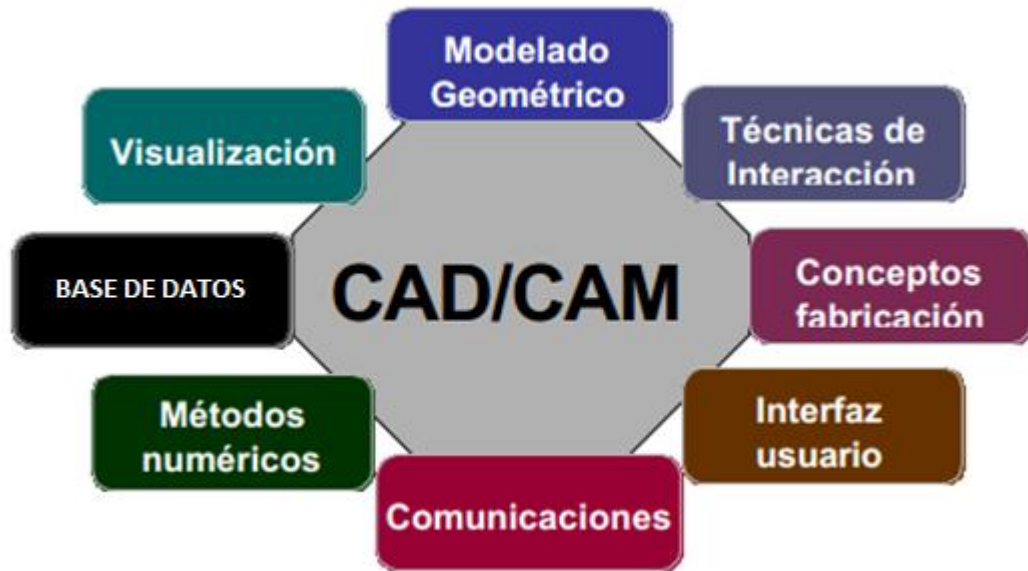 Modelado
Geométrico
Visualización
Técnicas de
Interacción
BASE DE DATOS
CAD/CAM
Conceptos
fabricación
Métodos
numéricos
Interfaz
usuario
Comunicaciones